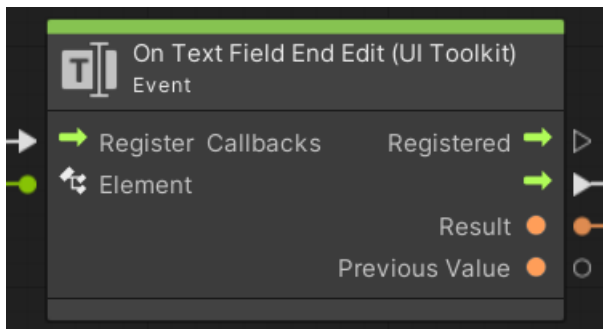 On Text Field End Edit (UI Toolkit)
Event
Register Callbacks Registered
Element
Result
Previous Value